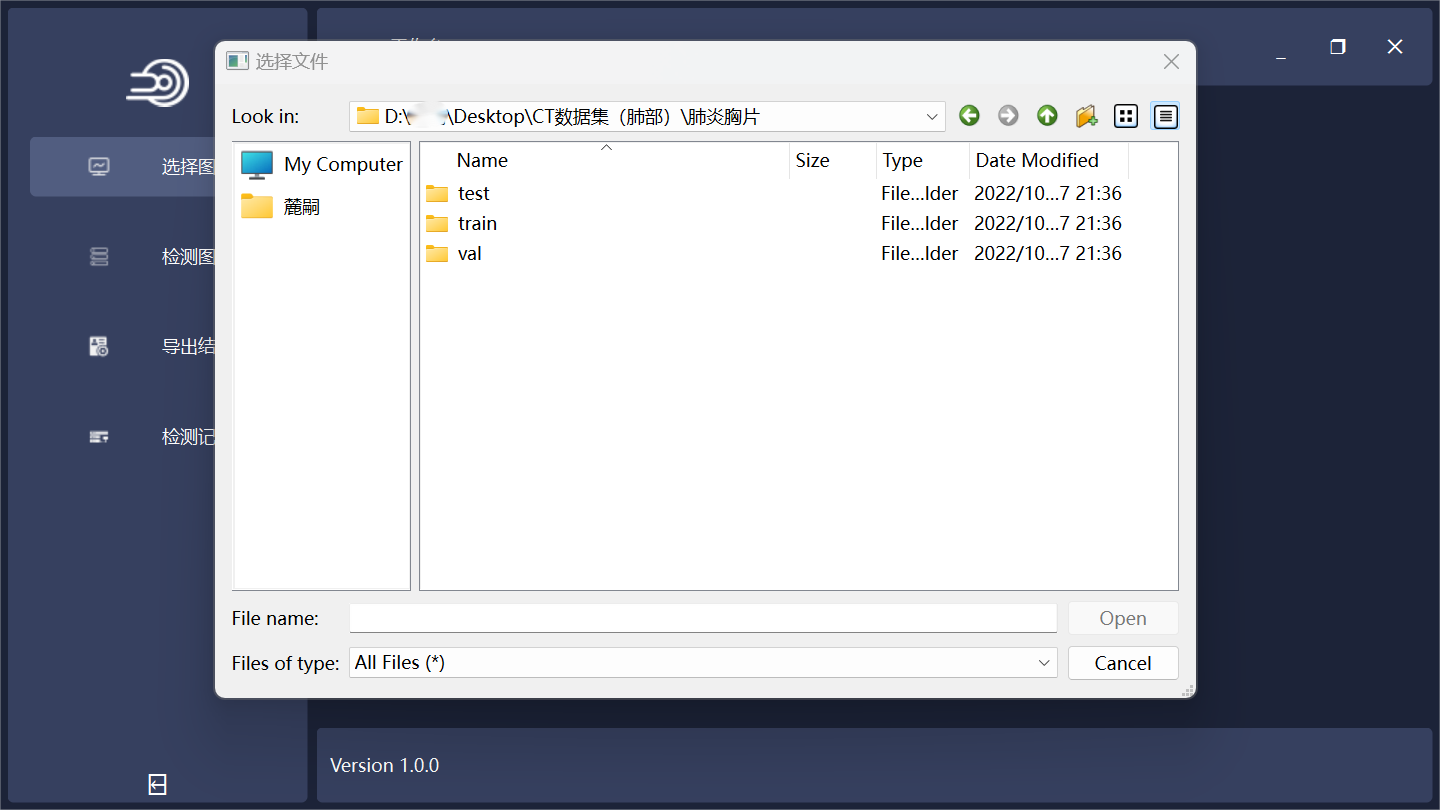 选择文件
Look in:
D:\ \Desktop\CT数据集（肺部）\肺炎胸片
My Computer
麓嗣
Name Size Type Date Modified
test File...lder 2022/10...7 21:36
train File...lder 2022/10...7 21:36
val File...lder 2022/10...7 21:36
File name:
Open
Files of type: All Files (*)
Cancel
选择图
检测图
导出结
检测记
Version 1.0.0